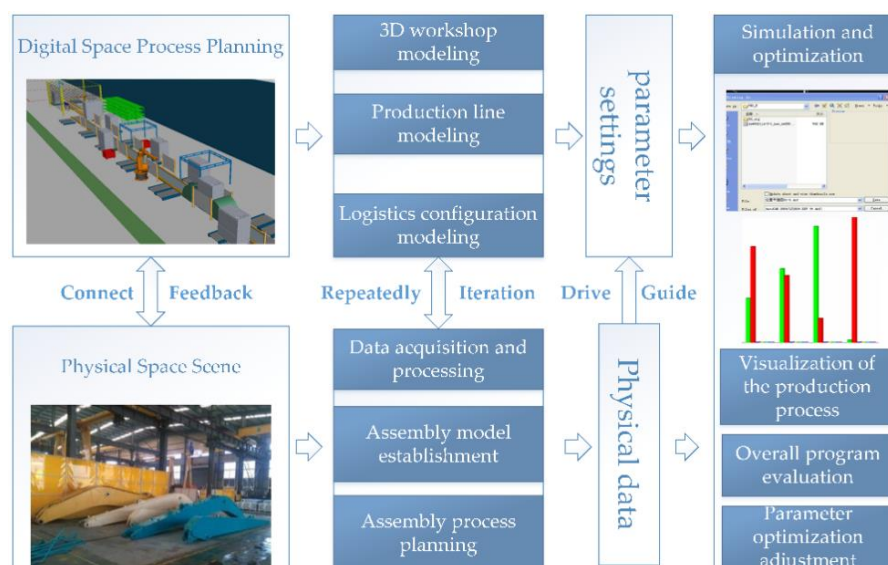 Digital Space Process Planning
3D workshop
modeling
Production line
modeling
Logistics configuration
modeling
parameter
settings
Simulation and
optimization
Connect
Feedback
Repeatedly
Iteration
Drive
Guide
Physical Space Scene
Data acquisition and
processing
Assembly model
establishment
Assembly process
planning
Physical data
Visualization of
the production
process
Overall program
evaluation
Parameter
optimization
adjustment